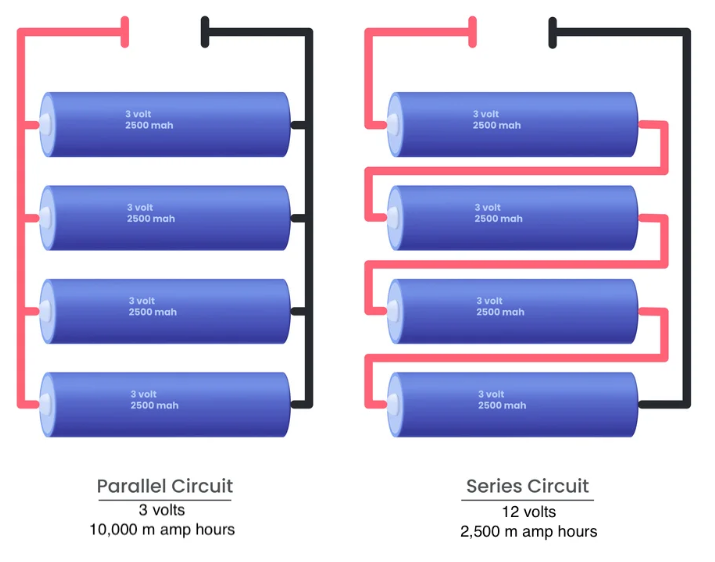 3 volt
2500 mah
3 volt
2500 mah
3 volt
2500 mah
3 volt
2500 mah
Parallel Circuit
3 volts
10,000 m amp hours
3 volt
2500 mah
3 volt
2500 mah
3 volt
2500 mah
3 volt
2500 mah
Series Circuit
12 volts
2,500 m amp hours